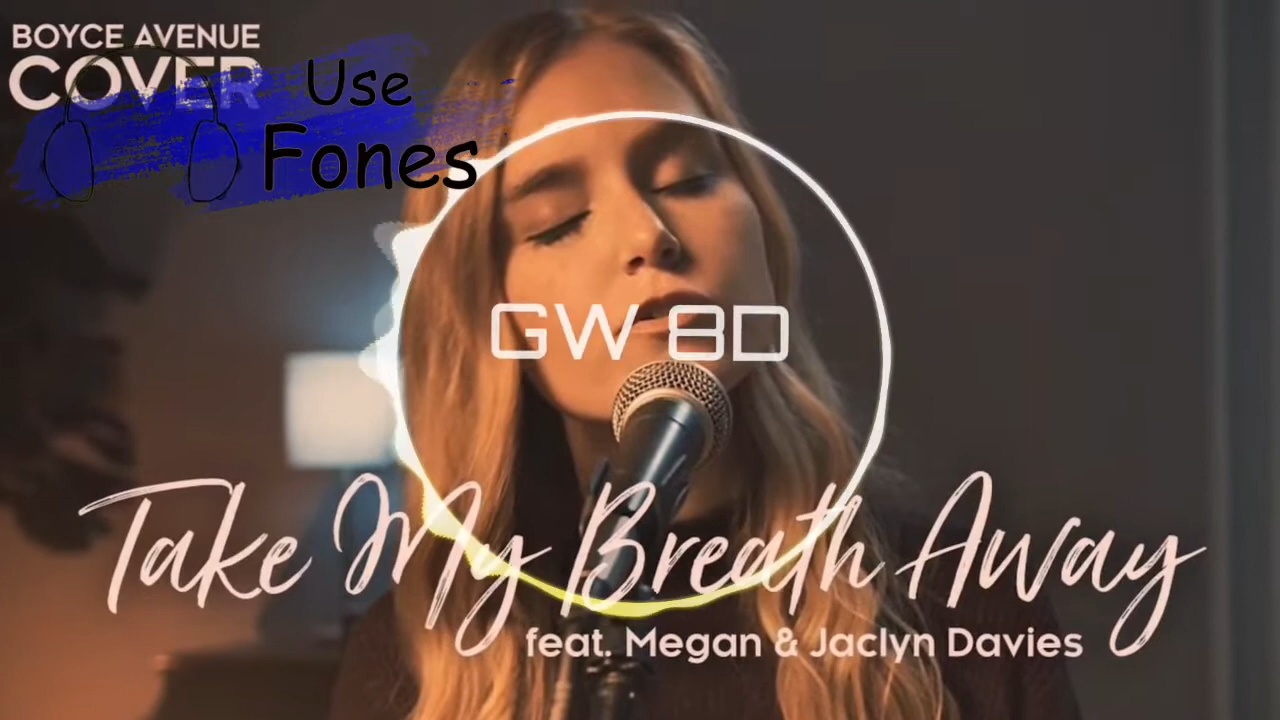 BOYCE AVENUE
COVER
Use
Fones
GW 8D
Take My Breath Away
feat. Megan & Jaclyn Davies